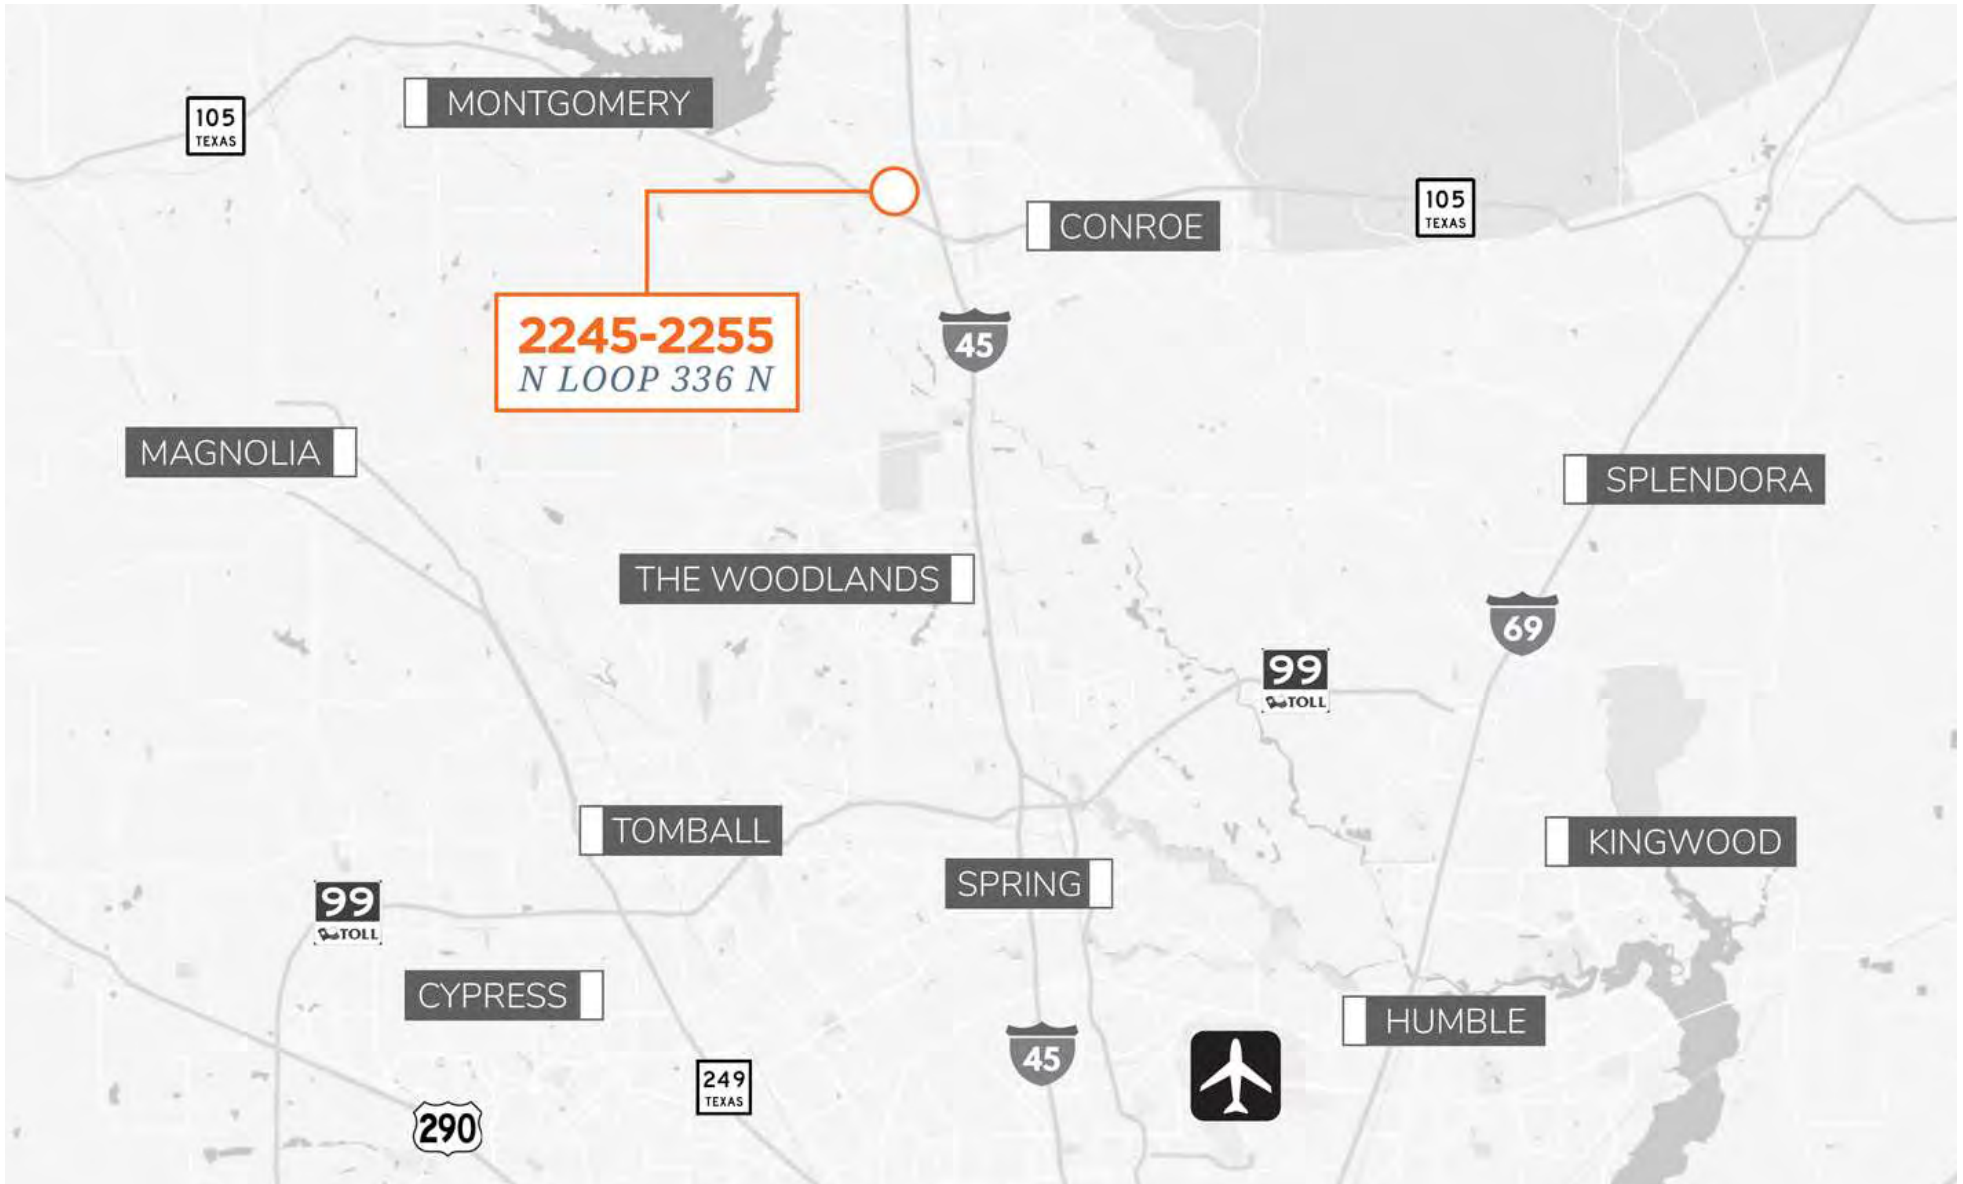 105
TEXAS
MONTGOMERY
CONROE
105
TEXAS
2245-2255
N LOOP 336 N
45
MAGNOLIA
SPLENDORA
THE WOODLANDS
69
99
TOLL
TOMBALL
KINGWOOD
SPRING
99
TOLL
CYPRESS
HUMBLE
45
249
TEXAS
290